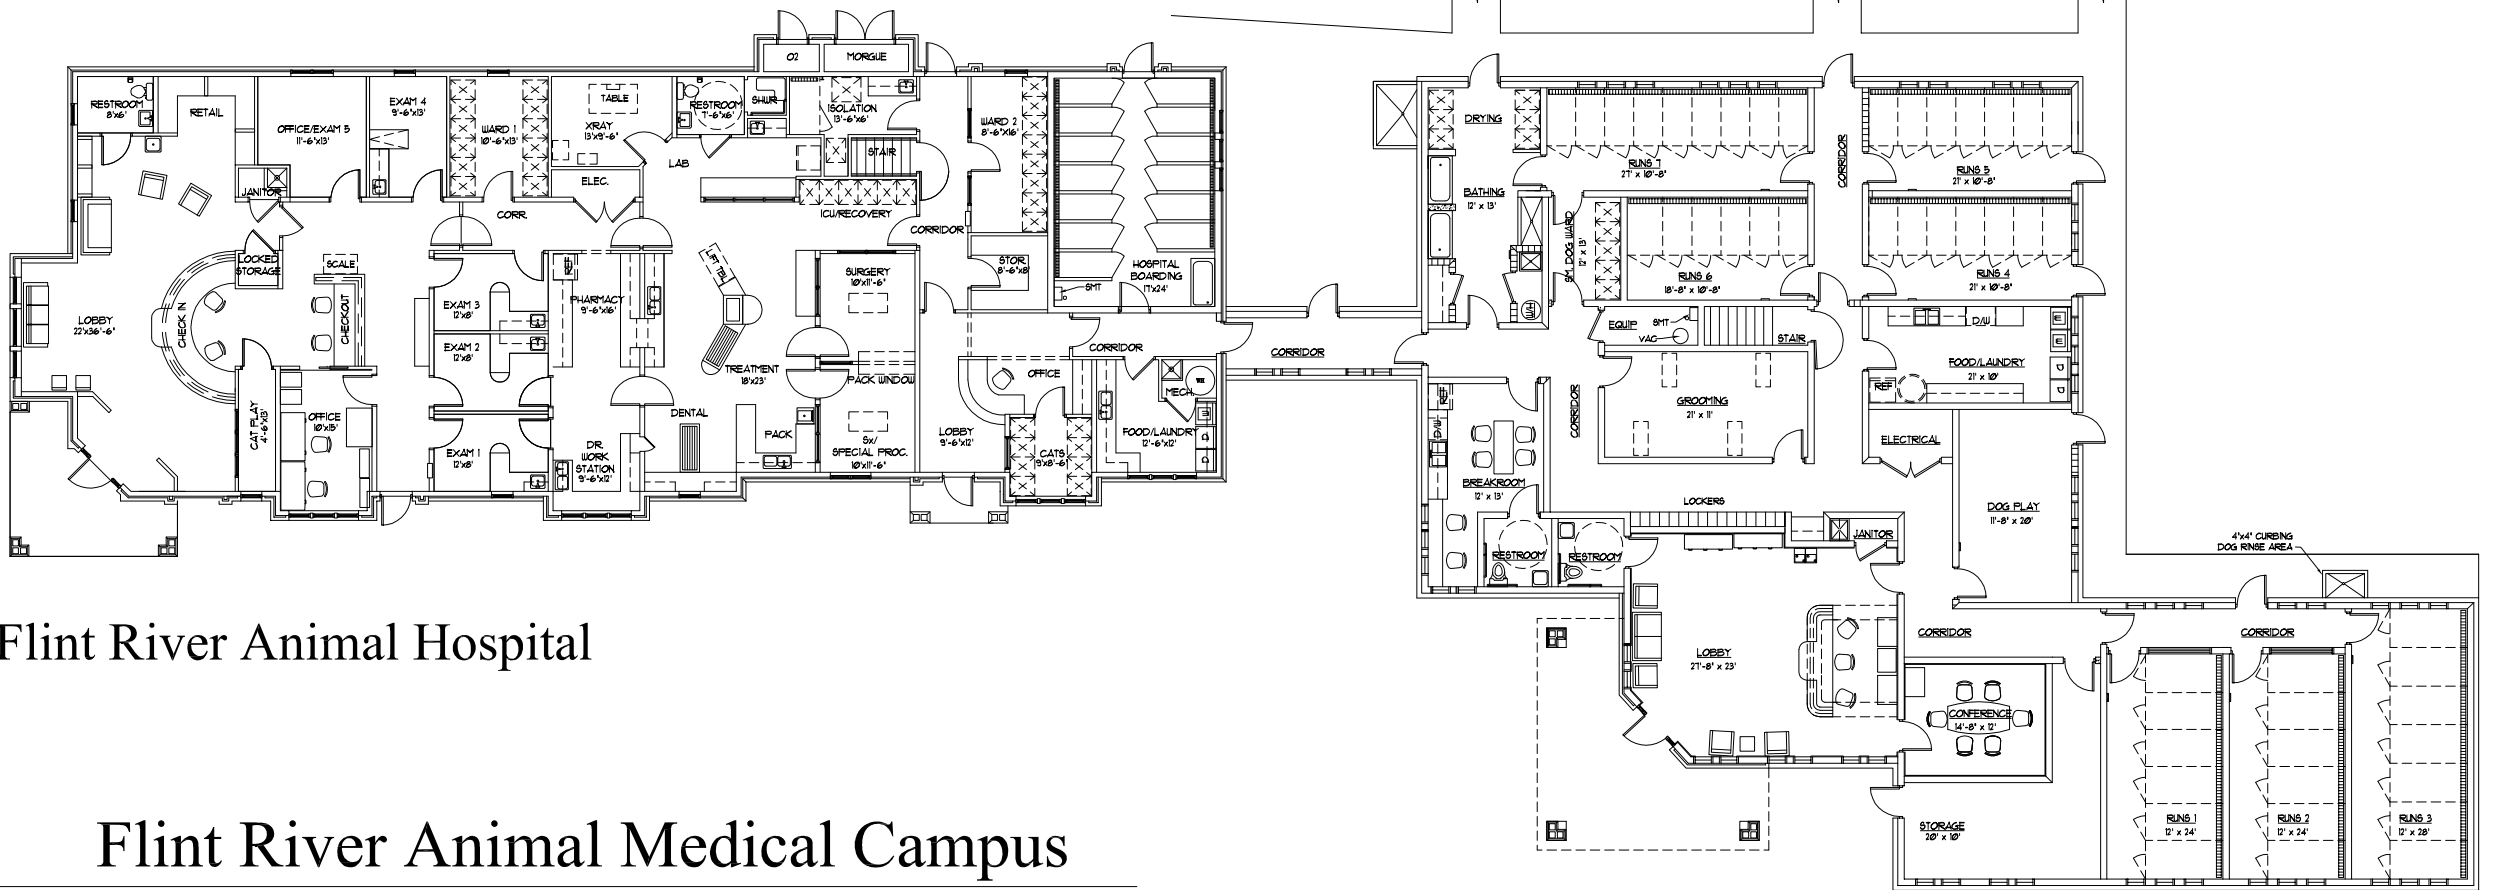 O2
MORGUE
RESTROOM
8'x6'
RETAIL
OFFICE/EXAM 5
11'-6"x13'
EXAM 4
9'-6"x13'
WARD 1
10'-6"x13'
TABLE
XRAY
13'x9'-6"
RESTROOM
7'-6"x6'
SHWR
ISOLATION
13'-6"x6'
WARD 2
8'-6"x16'
STAIR
LAB
ELEC.
JANITOR
CORR.
ICU/RECOVERY
CORRIDOR
LOCKED
STORAGE
SCALE
CHECK IN
CHECKOUT
LOBBY
22'x36'-6"
EXAM 3
12'x8'
EXAM 2
12'x8'
EXAM 1
12'x8'
REF
PHARMACY
9'-6"x16'
LIFT TBL
SURGERY
10'x11'-6"
STOR.
8'-6"x8'
HOSPITAL
BOARDING
17'x24'
SMT
TREATMENT
18'x23'
PACK WINDOW
CORRIDOR
OFFICE
MECH.
WH
CAT PLAY
4'-6"x13'
OFFICE
10'x15'
DENTAL
PACK
DR.
WORK
STATION
9'-6"x12'
Sx/
SPECIAL PROC.
10'x11'-6"
LOBBY
9'-6"x12'
CATS
9'x8'-6"
FOOD/LAUNDRY
12'-6"x12'
W
D
D
CORRIDOR
DRYING
BATHING
12' x 13'
RUNS 7
27' x 10'-8"
CORRIDOR
RUNS 5
21' x 10'-8"
SM. DOG WARD
12' x 13'
RUNS 6
18'-8" x 10'-8"
RUNS 4
21' x 10'-8"
WH
EQUIP
SMT
VAC
STAIR
D/W
W
W
D
D
FOOD/LAUNDRY
21' x 10'
REF
CORRIDOR
GROOMING
21' x 11'
REF
M/G
BREAKROOM
12' x 13'
ELECTRICAL
LOCKERS
DOG PLAY
11'-8" x 20'
RESTROOM
RESTROOM
JANITOR
4'x4' CURBING
DOG RINSE AREA
LOBBY
27'-8" x 23'
CORRIDOR
CORRIDOR
CONFERENCE
14'-8" x 12'
STORAGE
20' x 10'
RUNS 1
12' x 24'
RUNS 2
12' x 24'
RUNS 3
12' x 28'
Flint River Animal Hospital
Flint River Animal Medical Campus